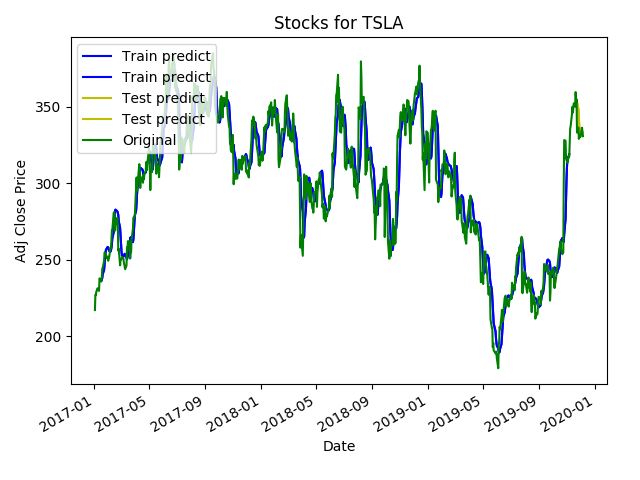 Stocks for TSLA
Train predict
Train predict
Test predict
Test predict
Original
350
300
250
200
Adj Close Price
2017-01
2017-05
2017-09
2018-01
2018-05
2018-09
2019-01
2019-05
2019-09
2020-01
Date